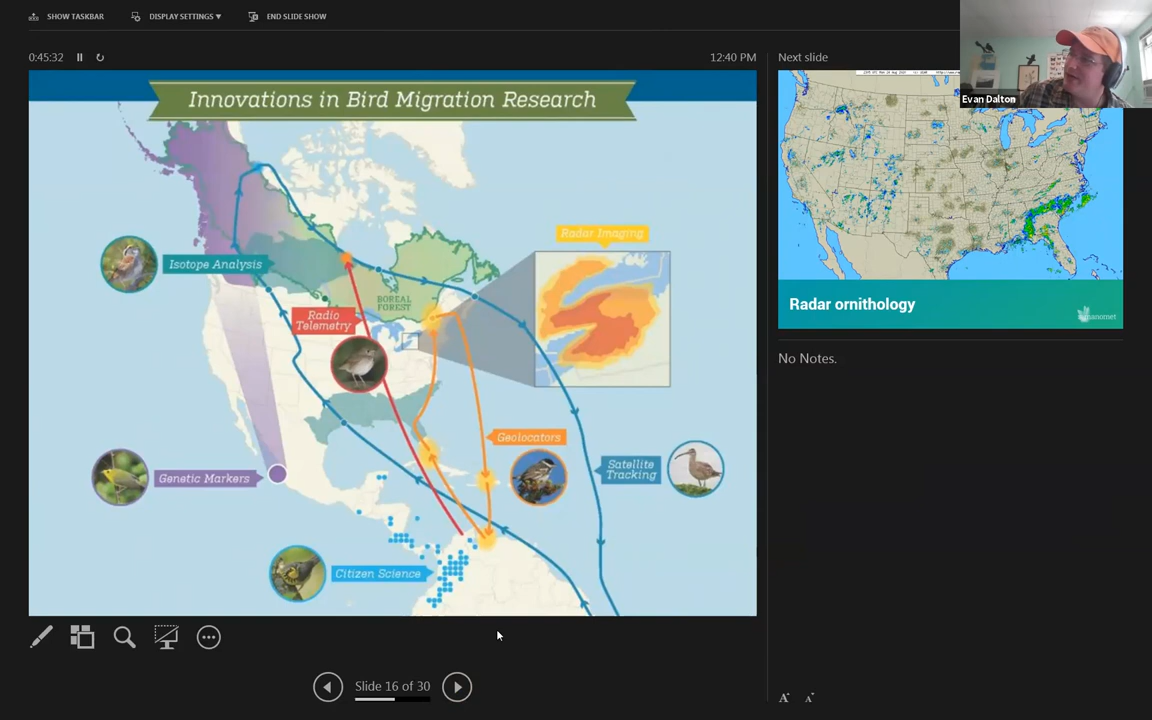 SHOW TASKBAR
DISPLAY SETTINGS ▼
END SLIDE SHOW
0:45:32
12:40 PM
Next slide
Evan Dalton
Innovations in Bird Migration Research
Radar Imaging
Isotope Analysis
BOREAL
FOREST
Radio
Telemetry
Geolocators
Satellite
Tracking
Genetic Markers
Citizen Science
Radar ornithology
manomet
No Notes.
Slide 16 of 30
A
A